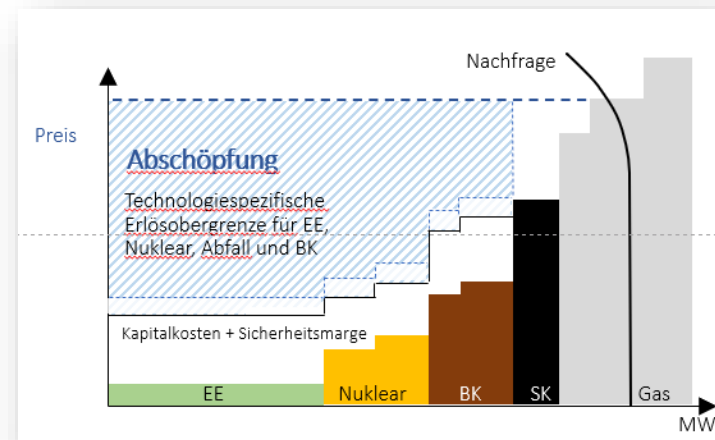 Nachfrage
Preis
Abschöpfung
Technologiespezifische
Erlösobergrenze für EE,
Nuklear, Abfall und BK
Kapitalkosten + Sicherheitsmarge
EE
Nuklear
BK
SK
Gas
MW